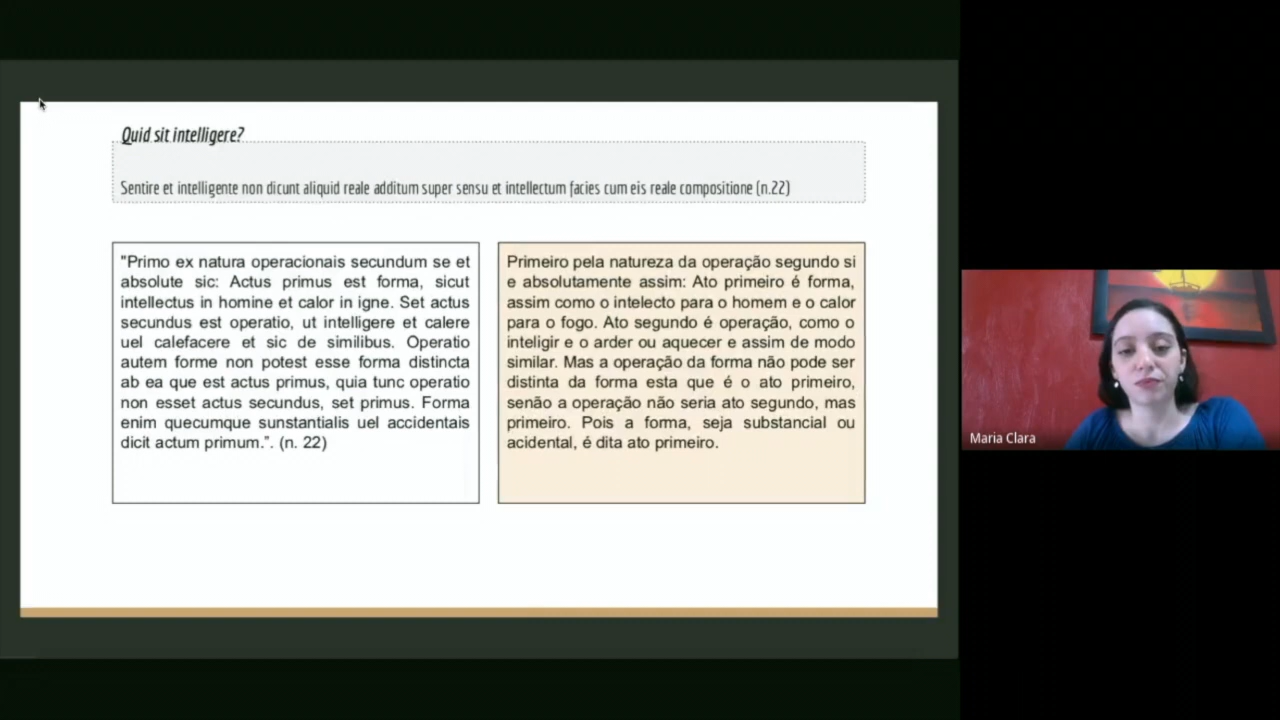 Quid sit intelligere?
Sentire et intelligente non dicunt aliquid reale additum super sensu et intellectum facies cum eis reale compositione (n.22)
"Primo ex natura operacionais secundum se et
absolute sic: Actus primus est forma, sicut
intellectus in homine et calor in igne. Set actus
secundus est operatio, ut intelligere et calere
uel calefacere et sic de similibus. Operatio
autem forme non potest esse forma distincta
ab ea que est actus primus, quia tunc operatio
non esset actus secundus, set primus. Forma
enim quecumque sunstantialis uel accidentais
dicit actum primum.”. (n. 22)
Primeiro pela natureza da operação segundo si
e absolutamente assim: Ato primeiro é forma,
assim como o intelecto para o homem e o calor
para o fogo. Ato segundo é operação, como o
inteligir e o arder ou aquecer e assim de modo
similar. Mas a operação da forma não pode ser
distinta da forma esta que é o ato primeiro,
senão a operação não seria ato segundo, mas
primeiro. Pois a forma, seja substancial ou
acidental, é dita ato primeiro.
Maria Clara